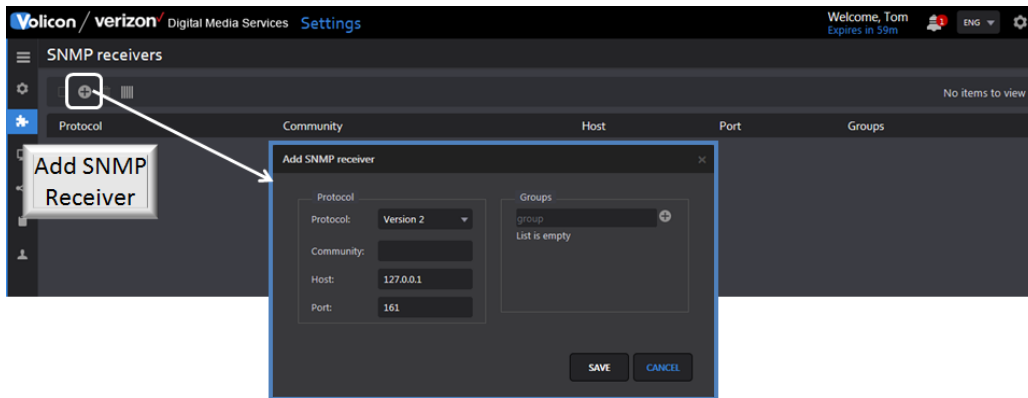 Volicon / verizon✓ Digital Media Services Settings
Welcome, Tom
Expires in 59m
1
ENG
SNMP receivers
No items to view
Protocol Community Host Port Groups
Add SNMP
Receiver
Add SNMP receiver
Protocol
Protocol: Version 2
Community:
Host: 127.0.0.1
Port: 161
Groups
group
List is empty
SAVE CANCEL